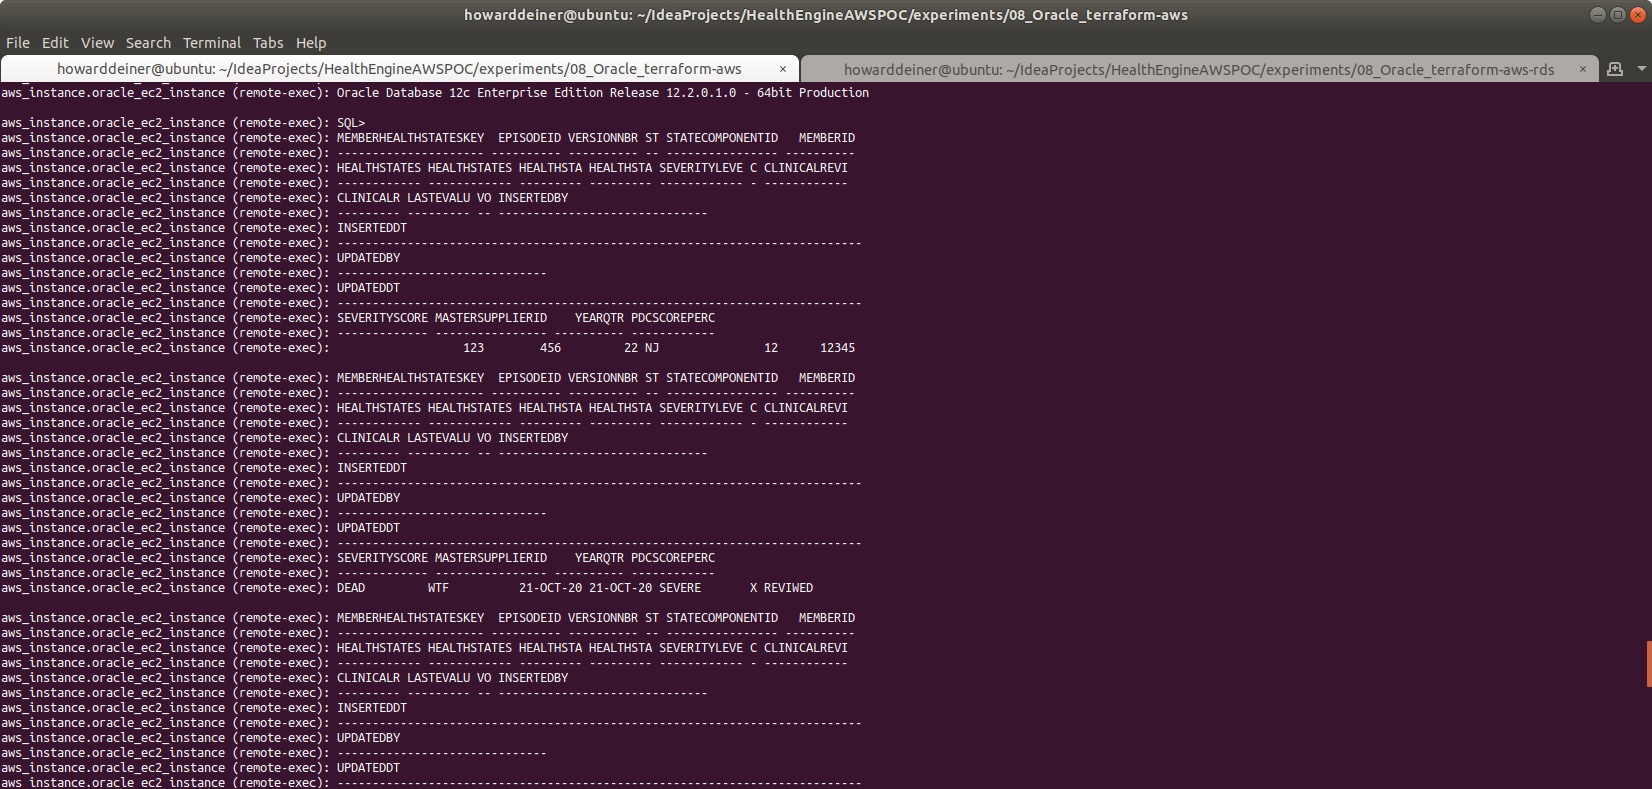 howarddeiner@ubuntu: ~/IdeaProjects/HealthEngineAWSPOC/experiments/08_Oracle_terraform-aws
File Edit View Search Terminal Tabs Help
howarddeiner@ubuntu: ~/IdeaProjects/HealthEngineAWSPOC/experiments/08_Oracle_terraform-aws × howarddeiner@ubuntu: ~/IdeaProjects/HealthEngineAWSPOC/experiments/08_Oracle_terraform-aws-rds ×
aws_instance.oracle_ec2_instance (remote-exec): Oracle Database 12c Enterprise Edition Release 12.2.0.1.0 - 64bit Production
aws_instance.oracle_ec2_instance (remote-exec): SQL>
aws_instance.oracle_ec2_instance (remote-exec): MEMBERHEALTHSTATESKEY  EPISODEID VERSIONNBR ST STATECOMPONENTID   MEMBERID
aws_instance.oracle_ec2_instance (remote-exec): --------------------- ---------- ---------- -- ---------------- ----------
aws_instance.oracle_ec2_instance (remote-exec): HEALTHSTATES HEALTHSTATES HEALTHSTA HEALTHSTA SEVERITYLEVE C CLINICALREVI
aws_instance.oracle_ec2_instance (remote-exec): ------------ ------------ --------- --------- ------------ - ------------
aws_instance.oracle_ec2_instance (remote-exec): CLINICALR LASTEVALU VO INSERTEDBY
aws_instance.oracle_ec2_instance (remote-exec): --------- --------- -- ------------------------------
aws_instance.oracle_ec2_instance (remote-exec): INSERTEDDT
aws_instance.oracle_ec2_instance (remote-exec): ---------------------------------------------------------------------------
aws_instance.oracle_ec2_instance (remote-exec): UPDATEDBY
aws_instance.oracle_ec2_instance (remote-exec): ------------------------------
aws_instance.oracle_ec2_instance (remote-exec): UPDATEDDT
aws_instance.oracle_ec2_instance (remote-exec): ---------------------------------------------------------------------------
aws_instance.oracle_ec2_instance (remote-exec): SEVERITYSCORE MASTERSUPPLIERID    YEARQTR PDCSCOREPERC
aws_instance.oracle_ec2_instance (remote-exec): ------------- ---------------- ---------- ------------
aws_instance.oracle_ec2_instance (remote-exec):                   123        456         22 NJ               12      12345
aws_instance.oracle_ec2_instance (remote-exec): MEMBERHEALTHSTATESKEY  EPISODEID VERSIONNBR ST STATECOMPONENTID   MEMBERID
aws_instance.oracle_ec2_instance (remote-exec): --------------------- ---------- ---------- -- ---------------- ----------
aws_instance.oracle_ec2_instance (remote-exec): HEALTHSTATES HEALTHSTATES HEALTHSTA HEALTHSTA SEVERITYLEVE C CLINICALREVI
aws_instance.oracle_ec2_instance (remote-exec): ------------ ------------ --------- --------- ------------ - ------------
aws_instance.oracle_ec2_instance (remote-exec): CLINICALR LASTEVALU VO INSERTEDBY
aws_instance.oracle_ec2_instance (remote-exec): --------- --------- -- ------------------------------
aws_instance.oracle_ec2_instance (remote-exec): INSERTEDDT
aws_instance.oracle_ec2_instance (remote-exec): ---------------------------------------------------------------------------
aws_instance.oracle_ec2_instance (remote-exec): UPDATEDBY
aws_instance.oracle_ec2_instance (remote-exec): ------------------------------
aws_instance.oracle_ec2_instance (remote-exec): UPDATEDDT
aws_instance.oracle_ec2_instance (remote-exec): ---------------------------------------------------------------------------
aws_instance.oracle_ec2_instance (remote-exec): SEVERITYSCORE MASTERSUPPLIERID    YEARQTR PDCSCOREPERC
aws_instance.oracle_ec2_instance (remote-exec): ------------- ---------------- ---------- ------------
aws_instance.oracle_ec2_instance (remote-exec): DEAD         WTF          21-OCT-20 21-OCT-20 SEVERE       X REVIWED
aws_instance.oracle_ec2_instance (remote-exec): MEMBERHEALTHSTATESKEY  EPISODEID VERSIONNBR ST STATECOMPONENTID   MEMBERID
aws_instance.oracle_ec2_instance (remote-exec): --------------------- ---------- ---------- -- ---------------- ----------
aws_instance.oracle_ec2_instance (remote-exec): HEALTHSTATES HEALTHSTATES HEALTHSTA HEALTHSTA SEVERITYLEVE C CLINICALREVI
aws_instance.oracle_ec2_instance (remote-exec): ------------ ------------ --------- --------- ------------ - ------------
aws_instance.oracle_ec2_instance (remote-exec): CLINICALR LASTEVALU VO INSERTEDBY
aws_instance.oracle_ec2_instance (remote-exec): --------- --------- -- ------------------------------
aws_instance.oracle_ec2_instance (remote-exec): INSERTEDDT
aws_instance.oracle_ec2_instance (remote-exec): ---------------------------------------------------------------------------
aws_instance.oracle_ec2_instance (remote-exec): UPDATEDBY
aws_instance.oracle_ec2_instance (remote-exec): ------------------------------
aws_instance.oracle_ec2_instance (remote-exec): UPDATEDDT
aws_instance.oracle_ec2_instance (remote-exec): ---------------------------------------------------------------------------